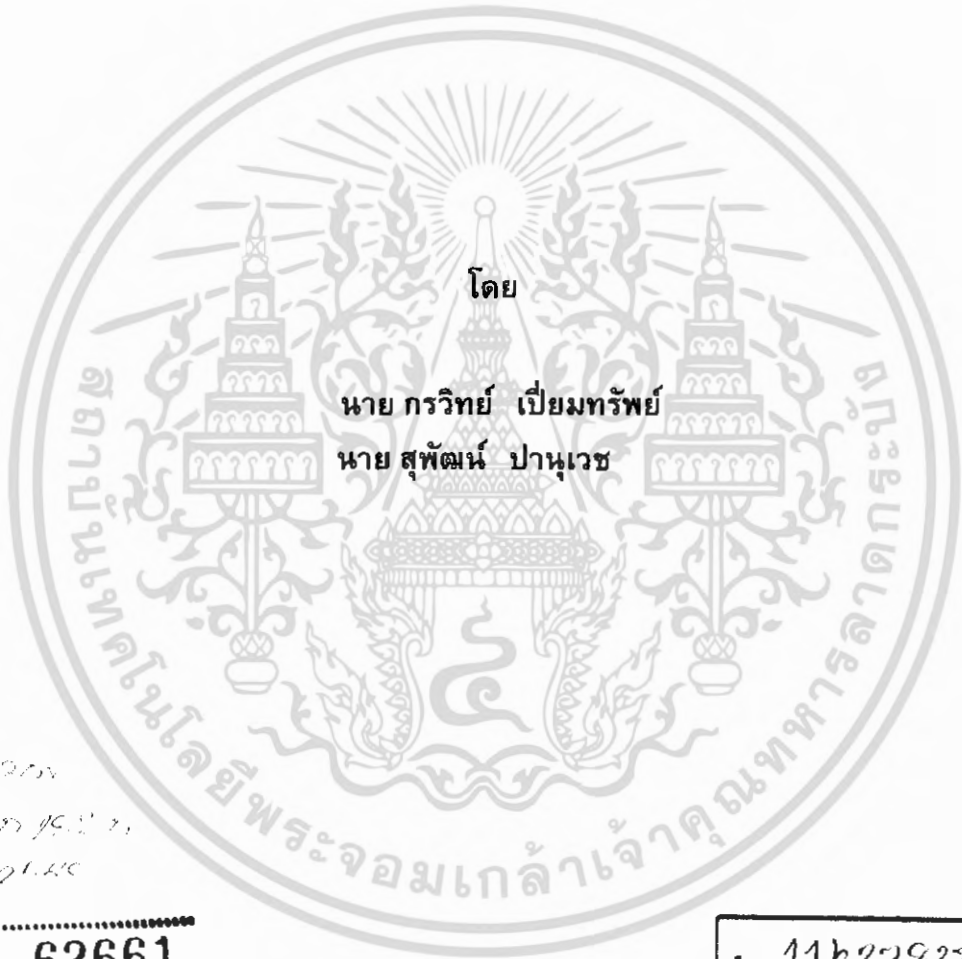 โดย
นาย กรวิทย์ เปี่ยมทรัพย์
นาย สุพัฒน์ ปานุเวช
สถาบันเทคโนโลยีพระจอมเกล้าเจ้าคุณทหารลาดกระบัง
62661